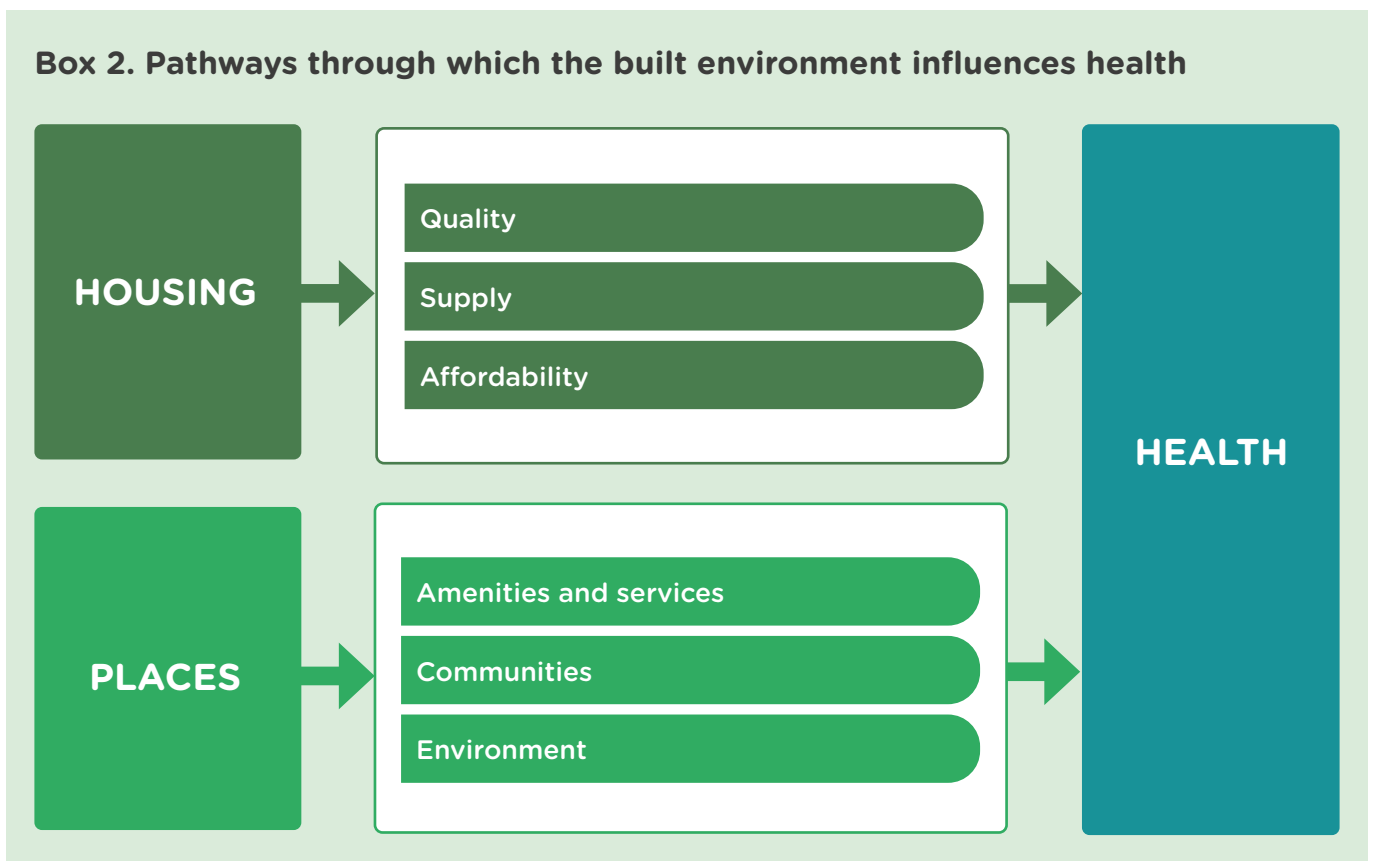 Box 2. Pathways through which the built environment influences health
HOUSING
Quality
Supply
Affordability
HEALTH
PLACES
Amenities and services
Communities
Environment